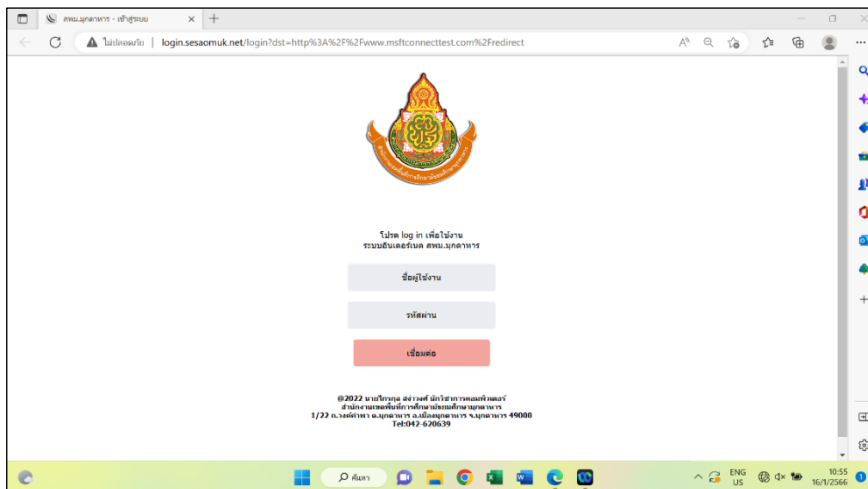 สพม.มุกดาหาร - เข้าสู่ระบบ
ไม่ปลอดภัย | login.sesaomuk.net/login?dst=http%3A%2F%2Fwww.msftconnecttest.com%2Fredirect
โปรด log in เพื่อใช้งาน
ระบบอินเตอร์เนต สพม.มุกดาหาร
ชื่อผู้ใช้งาน
รหัสผ่าน
เชื่อมต่อ
@2022 นายไกรกุล นักวิชาการคอมพิวเตอร์
สำนักงานเขตพื้นที่การศึกษามัธยมศึกษามุกดาหาร
1/22 ถ.วงศ์คำพา ต.มุกดาหาร อ.เมืองมุกดาหาร จ.มุกดาหาร 49000
Tel:042-620639
ค้นหา
ENG
US
10:55
16/1/2566